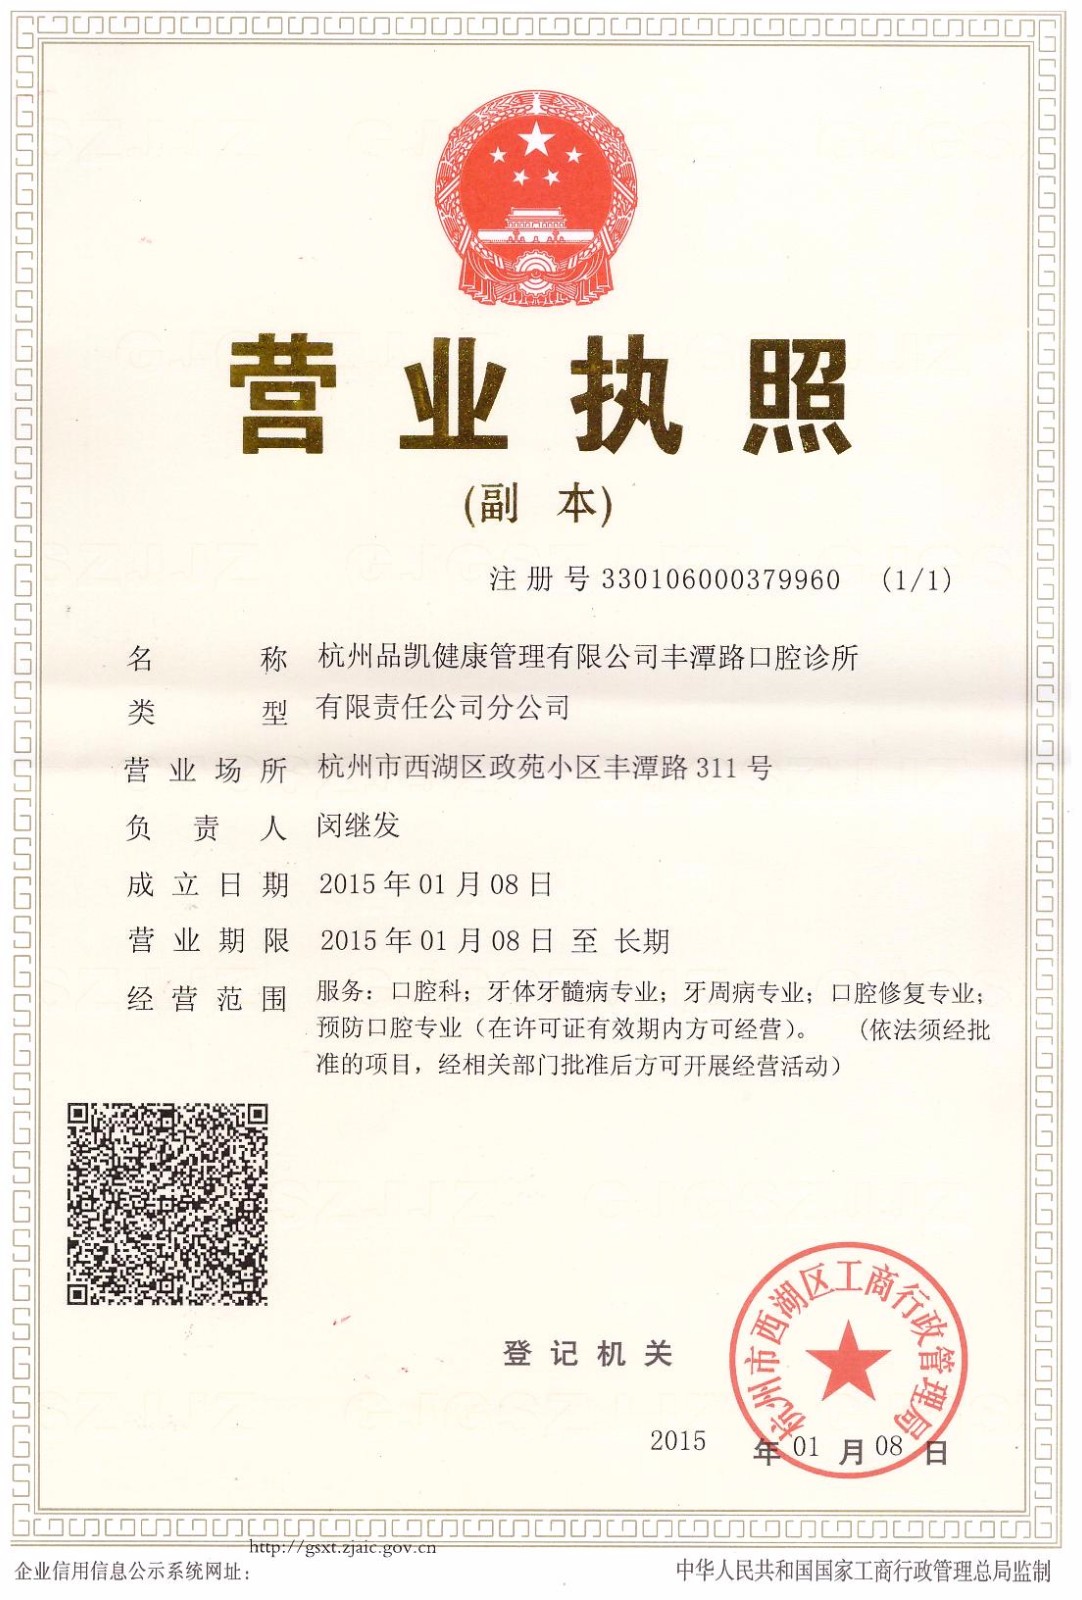 营业执照
(副 本)
注册号 330106000379960 (1/1)
名称 杭州品凯健康管理有限公司丰潭路口腔诊所
类型 有限责任公司分公司
营业场所 杭州市西湖区政苑小区丰潭路 311 号
负责人 闵继发
成立日期 2015 年 01 月 08 日
营业期限 2015 年 01 月 08 日 至 长期
经营范围 服务：口腔科；牙体牙髓病专业；牙周病专业；口腔修复专业；
预防口腔专业（在许可证有效期内方可经营）。 (依法须经批
准的项目，经相关部门批准后方可开展经营活动）
登记机关
杭州市西湖区工商行政管理局
2015 年 01 月 08 日
http://gsxt.zjaic.gov.cn
企业信用信息公示系统网址：
中华人民共和国国家工商行政管理总局监制